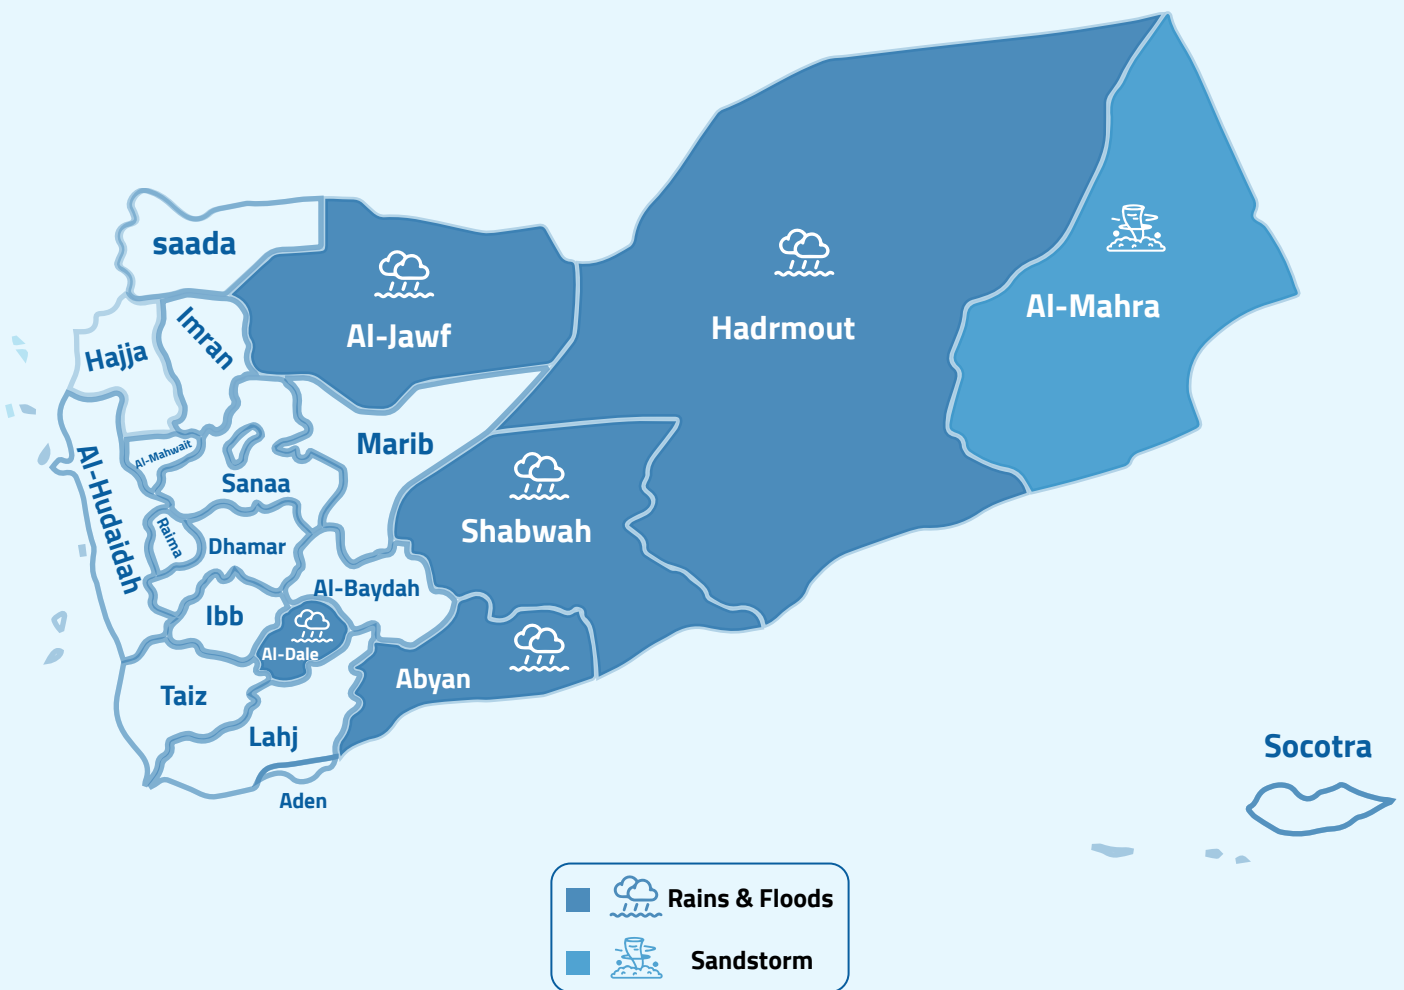 saada
Al-Jawf
Hadrmout
Al-Mahra
Imran
Hajja
Marib
Al-Mahwait
Sanaa
Al-Hudaidah
Shabwah
Raima
Dhamar
Al-Baydah
Ibb
Al-Dale
Abyan
Taiz
Lahj
Socotra
Aden
Rains & Floods
Sandstorm